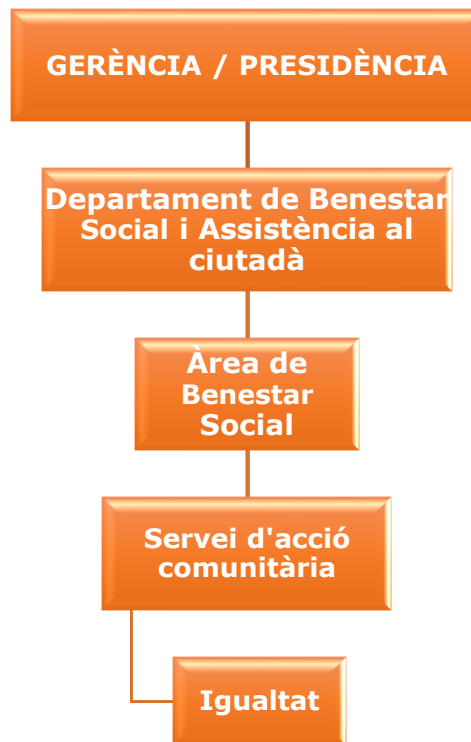 GERÈNCIA / PRESIDÈNCIA
Departament de Benestar
Social i Assistència al
ciutadà
Àrea de
Benestar
Social
Servei d'acció
comunitària
Igualtat